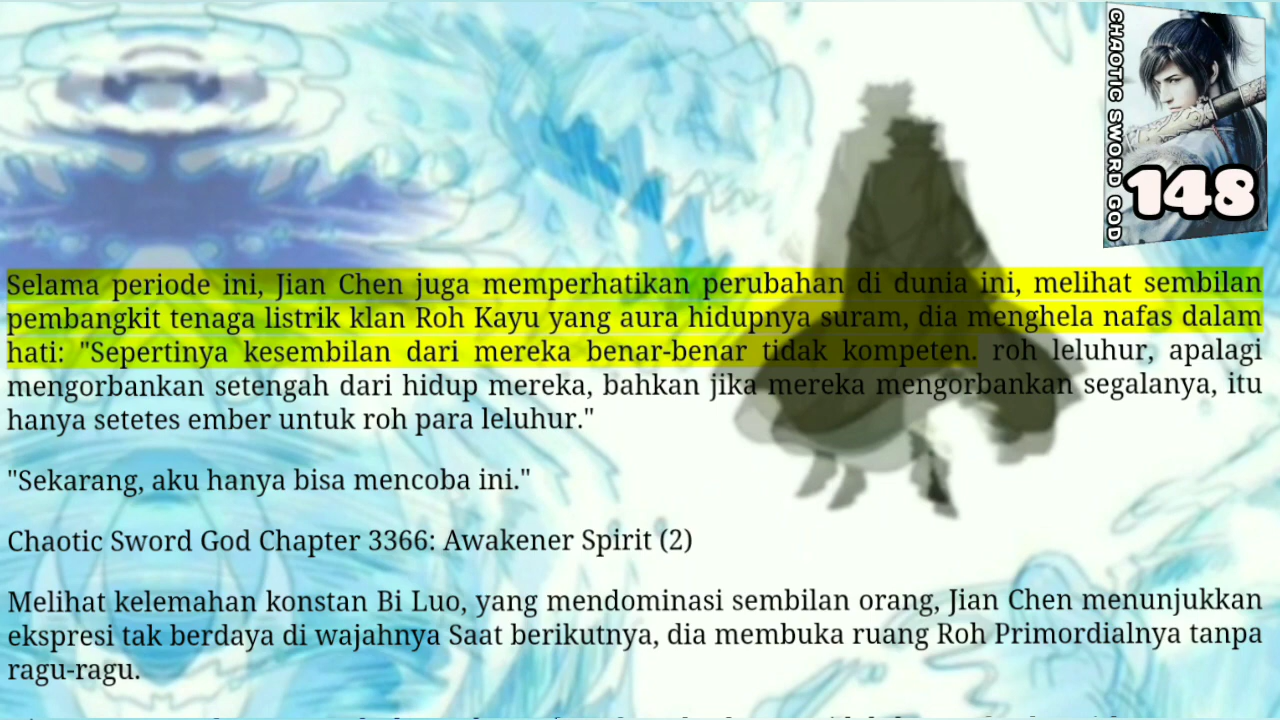 CHAOTIC SWORD GOD
148
Selama periode ini, Jian Chen juga memperhatikan perubahan di dunia ini, melihat sembilan
pembangkit tenaga listrik klan Roh Kayu yang aura hidupnya suram, dia menghela nafas dalam
hati: "Sepertinya kesembilan dari mereka benar-benar tidak kompeten. roh leluhur, apalagi
mengorbankan setengah dari hidup mereka, bahkan jika mereka mengorbankan segalanya, itu
hanya setetes ember untuk roh para leluhur."
"Sekarang, aku hanya bisa mencoba ini."
Chaotic Sword God Chapter 3366: Awakener Spirit (2)
Melihat kelemahan konstan Bi Luo, yang mendominasi sembilan orang, Jian Chen menunjukkan
ekspresi tak berdaya di wajahnya Saat berikutnya, dia membuka ruang Roh Primordialnya tanpa
ragu-ragu.